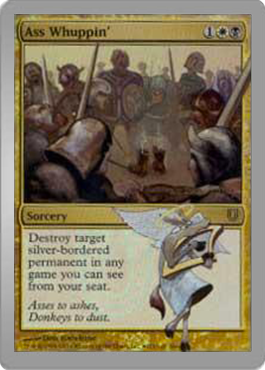 Ass Whuppin'
1
Sorcery
Destroy target
silver-bordered
permanent in any
game you can see
from your seat.
Asses to ashes,
Donkeys to dust.